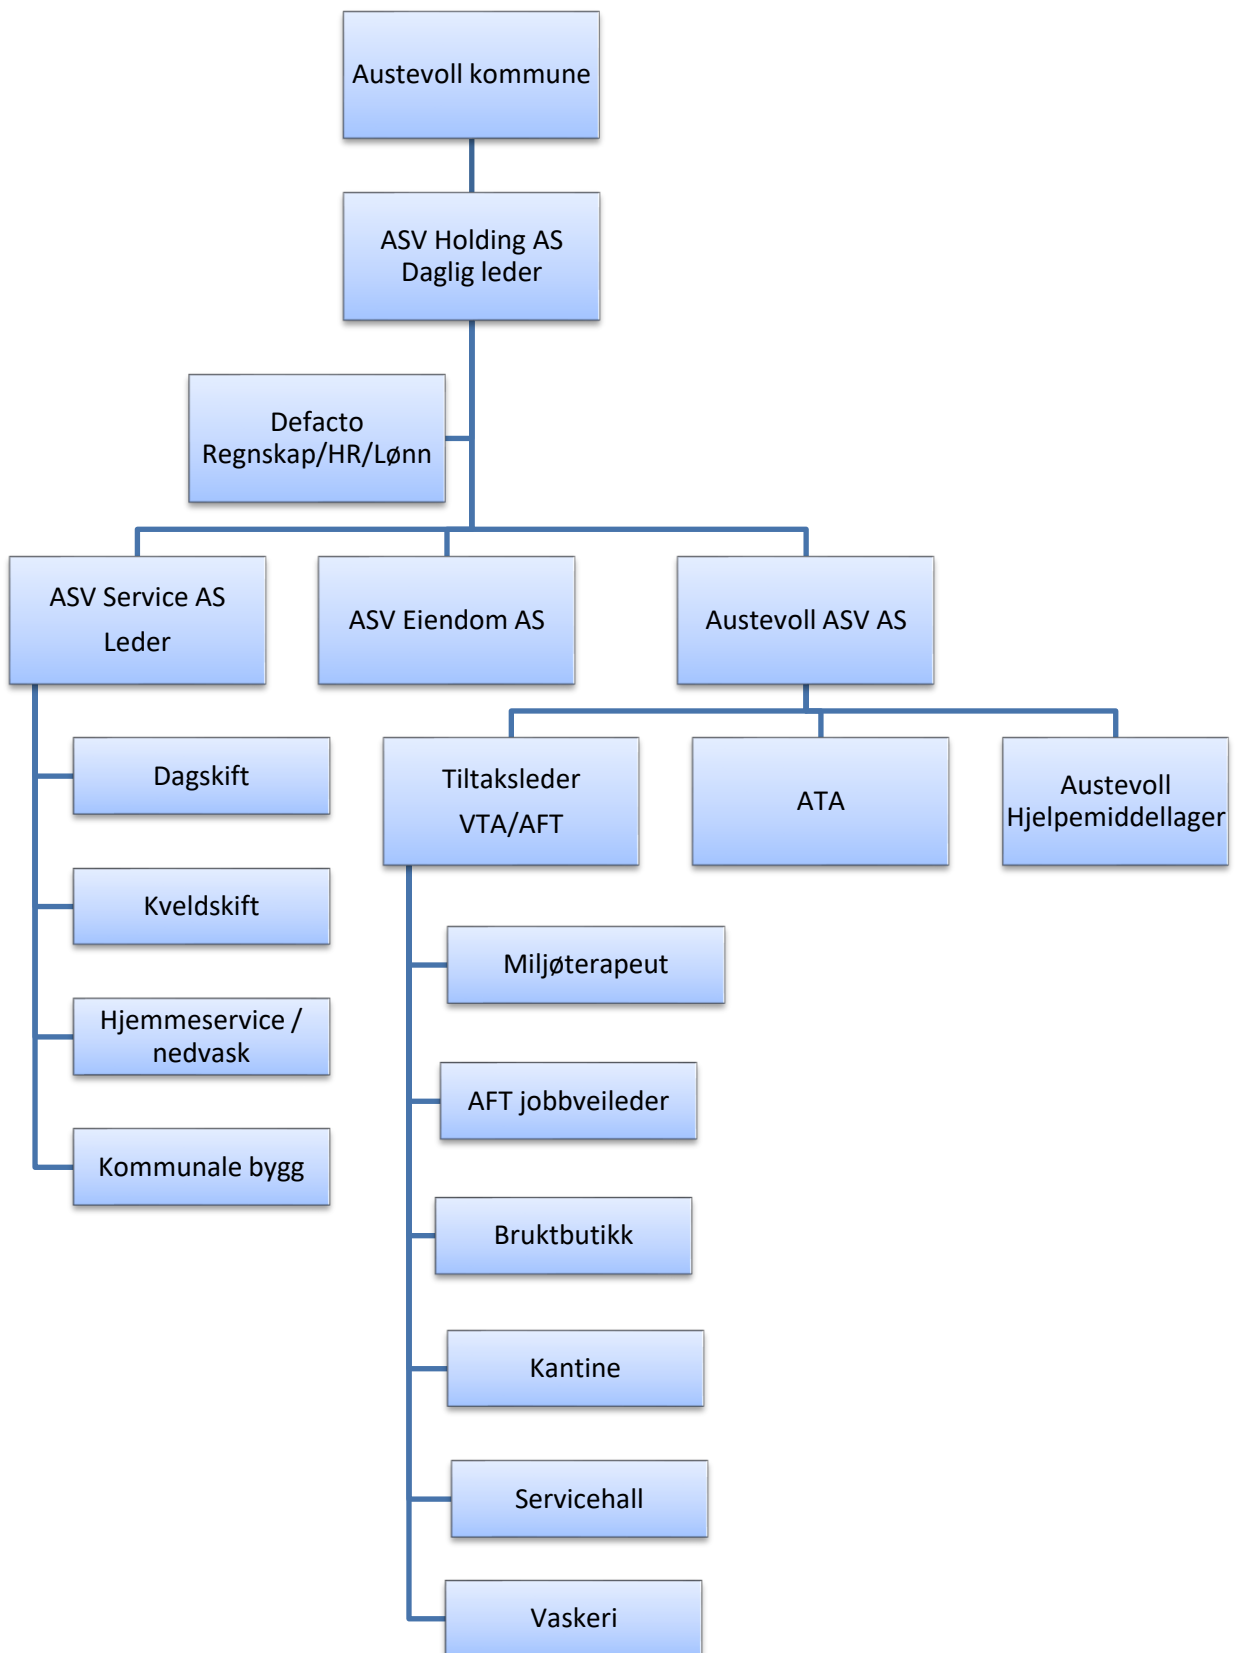 Austevoll kommune
ASV Holding AS
Daglig leder
Defacto
Regnskap/HR/Lønn
ASV Service AS
Leder
ASV Eiendom AS
Austevoll ASV AS
Dagskift
Kveldskift
Hjemmeservice /
nedvask
Kommunale bygg
Tiltaksleder
VTA/AFT
ATA
Austevoll
Hjelpemiddellager
Miljøterapeut
AFT jobbveileder
Bruktbutikk
Kantine
Servicehall
Vaskeri